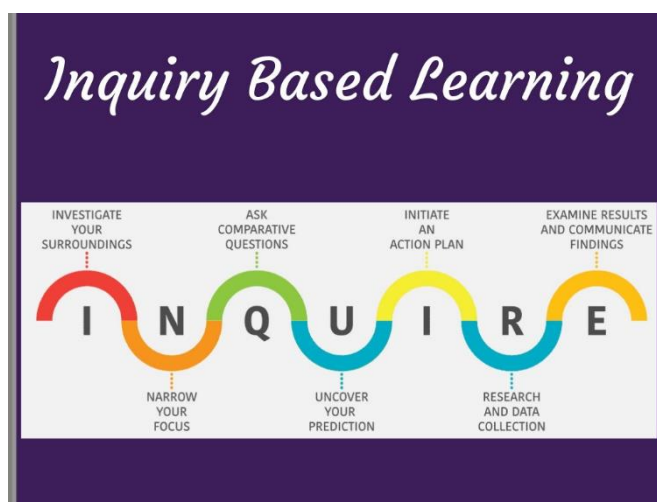 Inquiry Based Learning
INVESTIGATE
YOUR
SURROUNDINGS
ASK
COMPARATIVE
QUESTIONS
INITIATE
AN
ACTION PLAN
EXAMINE RESULTS
AND COMMUNICATE
FINDINGS
I N Q U I R E
NARROW
YOUR
FOCUS
UNCOVER
YOUR
PREDICTION
RESEARCH
AND DATA
COLLECTION